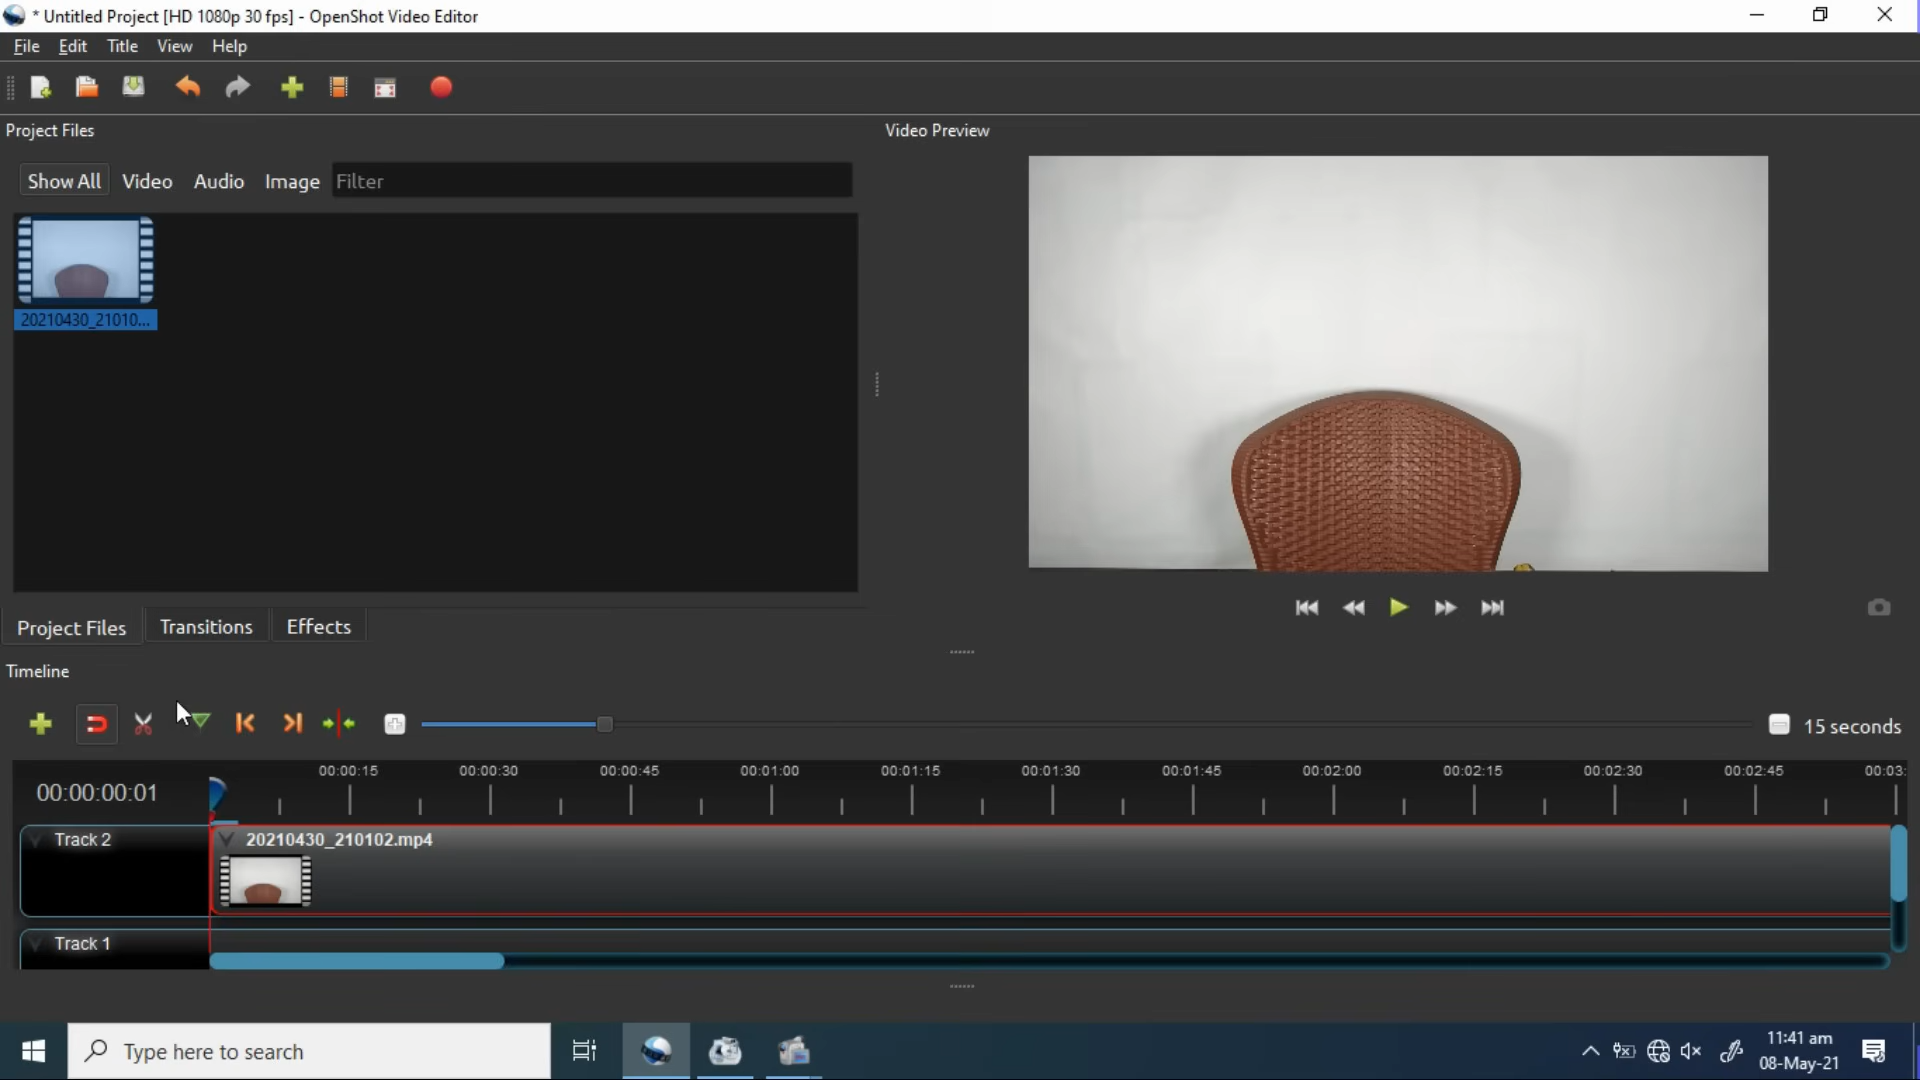 * Untitled Project [HD 1080p 30 fps] - OpenShot Video Editor
File Edit Title View Help
Project Files
Video Preview
Show All Video Audio Image Filter
20210430_21010...
Project Files Transitions Effects
Timeline
15 seconds
00:00:00:01
00:00:15 00:00:30 00:00:45 00:01:00 00:01:15 00:01:30 00:01:45 00:02:00 00:02:15 00:02:30 00:02:45 00:03:
Track 2
20210430_210102.mp4
Track 1
Type here to search
11:41 am
08-May-21